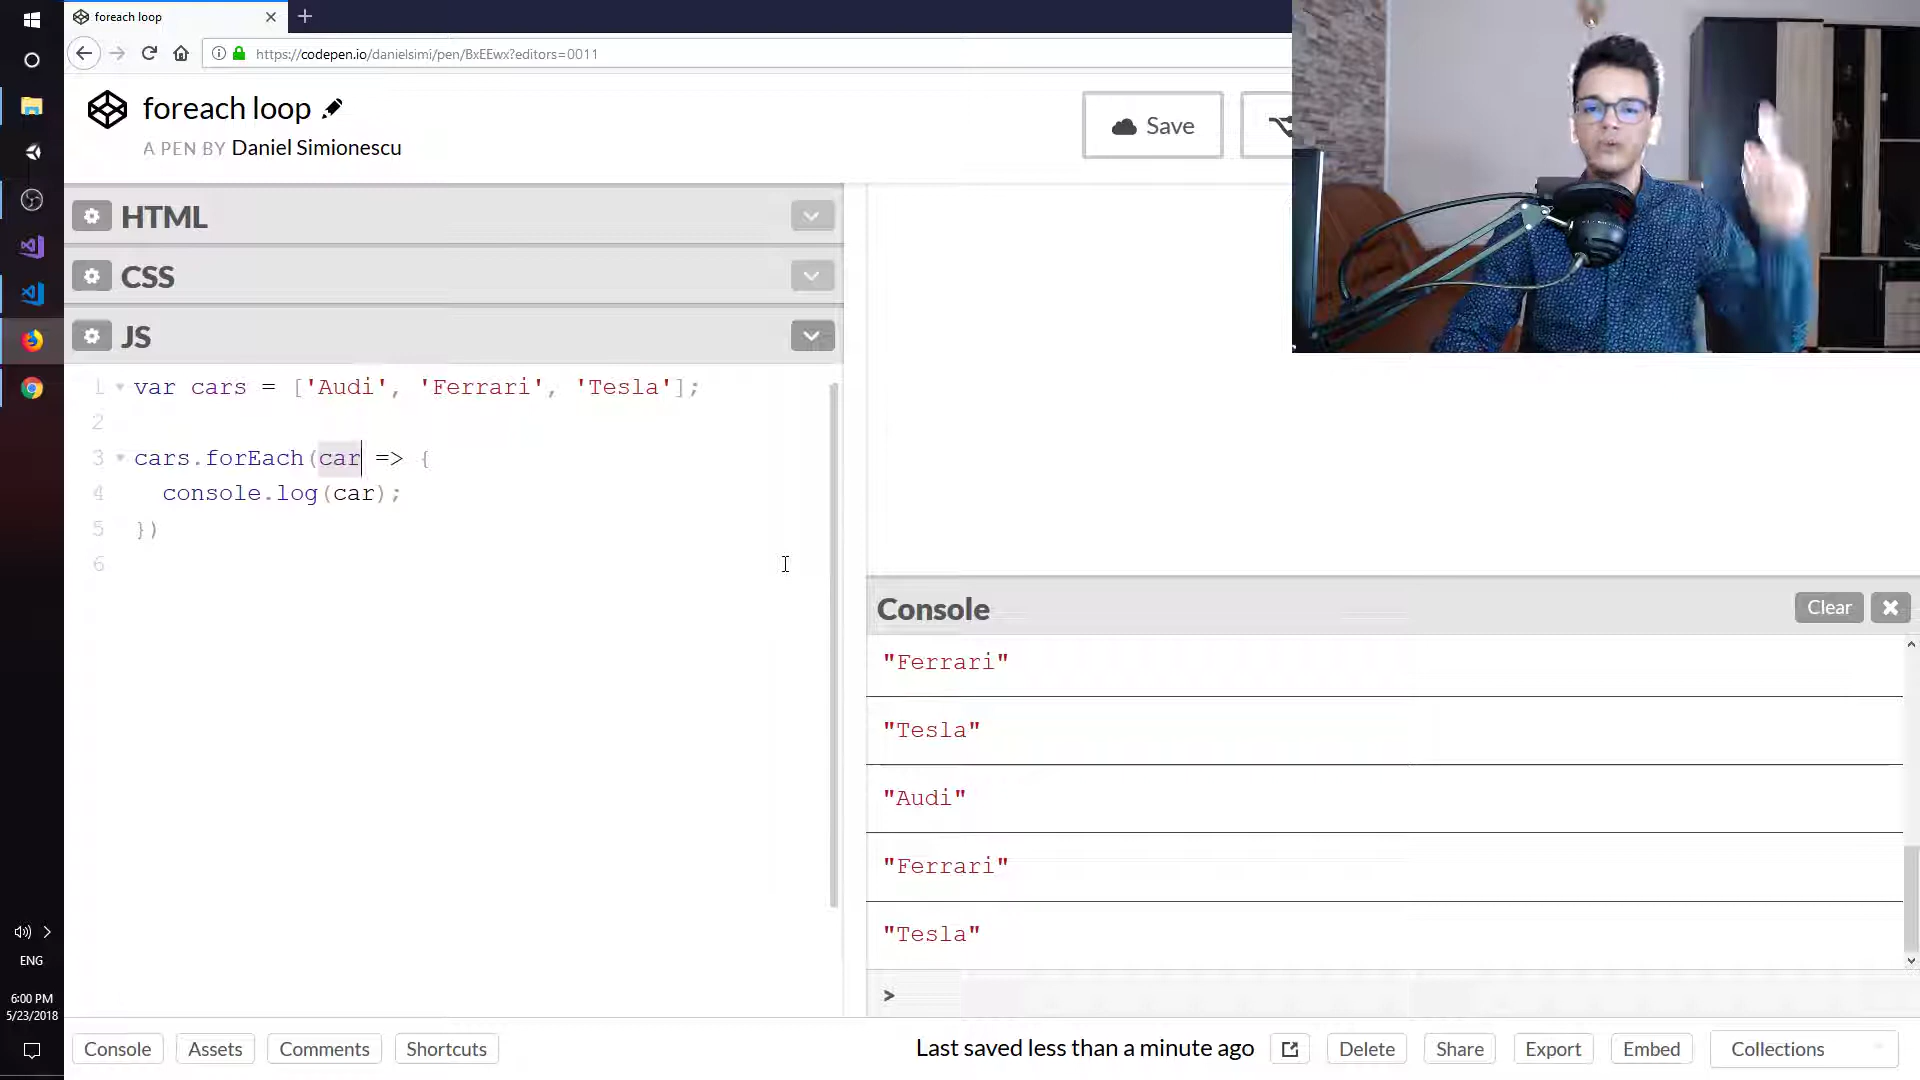 foreach loop
https://codepen.io/danielsimi/pen/BxEEwx?editors=0011
foreach loop
A PEN BY Daniel Simionescu
Save
HTML
CSS
JS
1 var cars = ['Audi', 'Ferrari', 'Tesla'];
2
3 cars.forEach(car => {
4 console.log(car);
5 })
6
Console
Clear
"Ferrari"
"Tesla"
"Audi"
"Ferrari"
"Tesla"
>
ENG
6:00 PM
5/23/2018
Console
Assets
Comments
Shortcuts
Last saved less than a minute ago
Delete
Share
Export
Embed
Collections